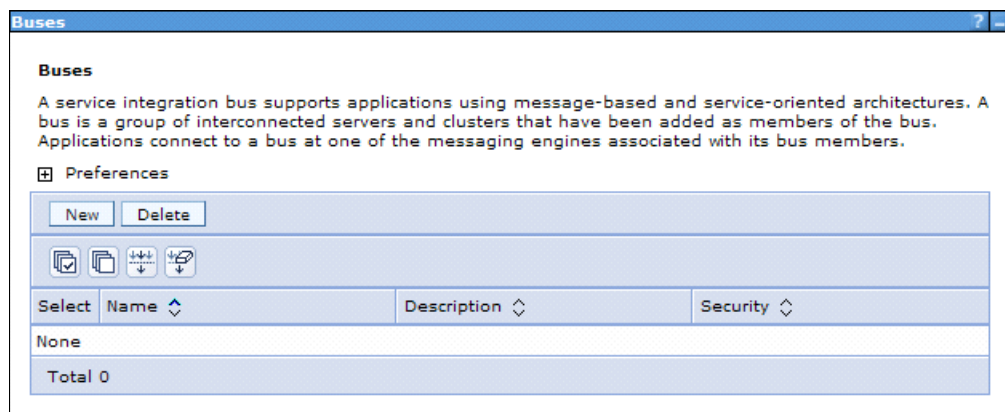 Buses ?
Buses
A service integration bus supports applications using message-based and service-oriented architectures. A
bus is a group of interconnected servers and clusters that have been added as members of the bus.
Applications connect to a bus at one of the messaging engines associated with its bus members.
Preferences
New Delete
Select Name Description Security
None
Total 0